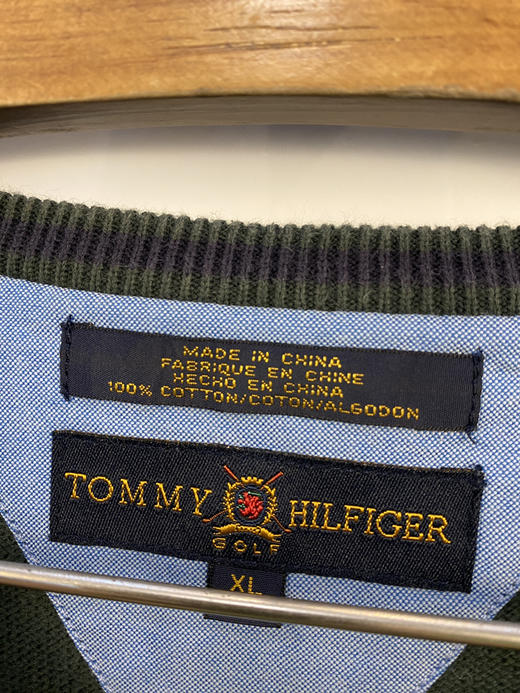 MADE IN CHINA
FABRIQUE EN CHINE
HECHO EN CHINA
100% COTTON/COTON/ALGODON
TOMMY HILFIGER
GOLF
XL